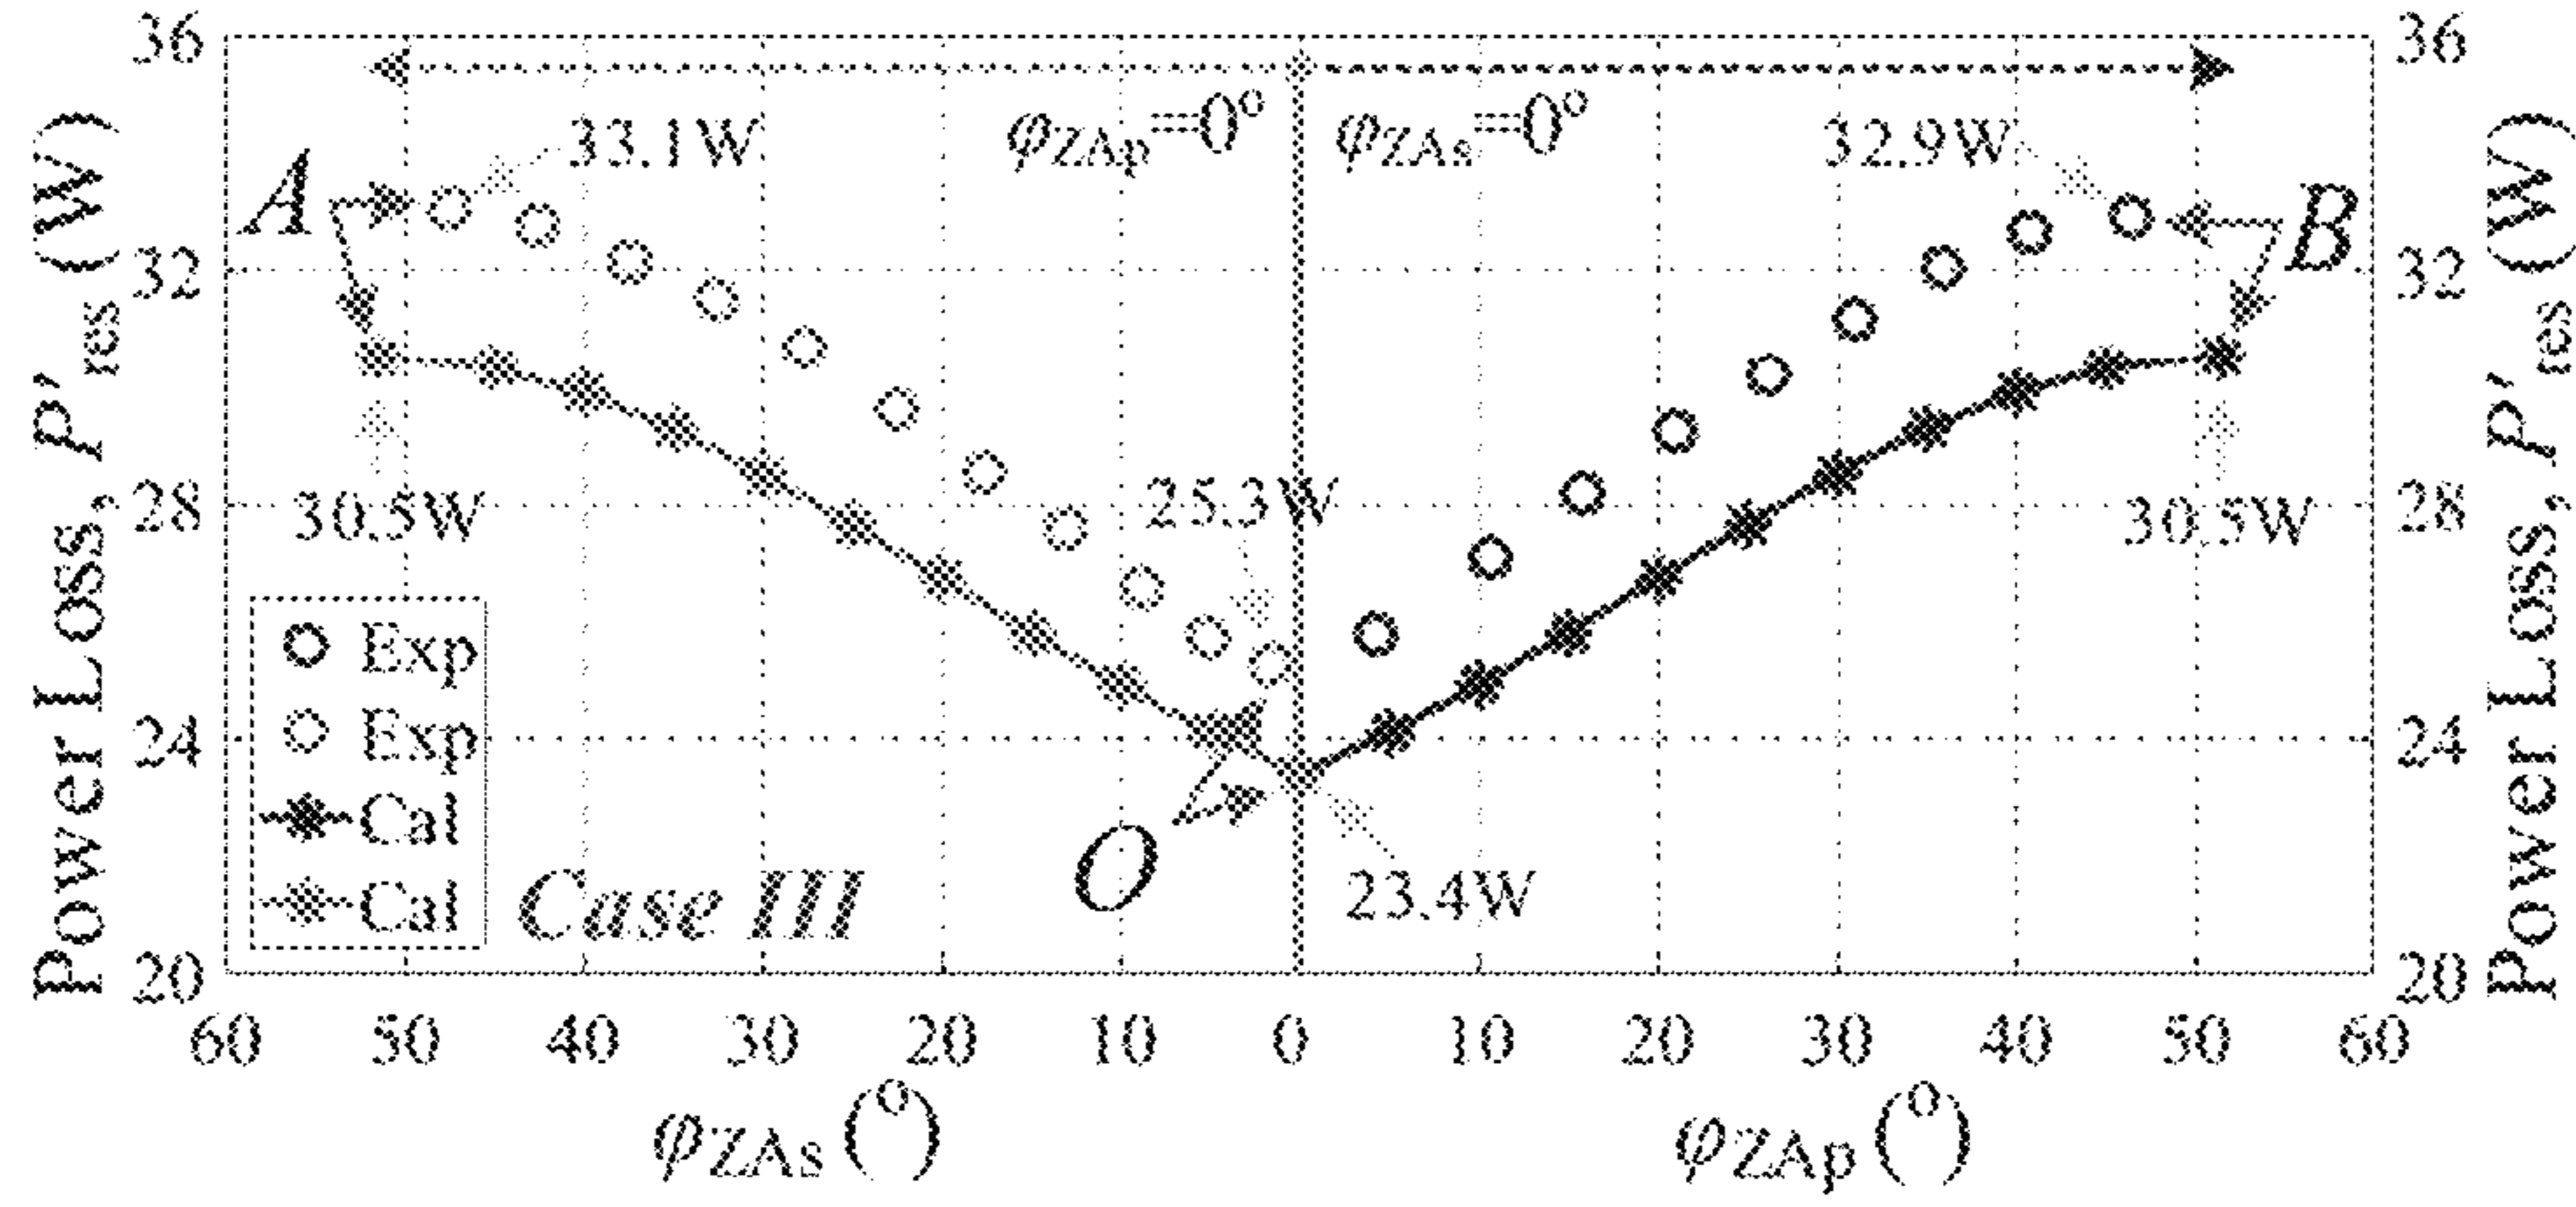 36
36
φZAp=0°
φZAs=0°
33.1W
32.9W
A
B
32
32
Power Loss, P'res (W)
Power Loss, P'res (W)
28
28
30.5W
25.3W
30.5W
Exp
Exp
Cal
Cal
24
24
O
23.4W
Case III
20
20
60 50 40 30 20 10 0 10 20 30 40 50 60
φZAs (°)
φZAp (°)